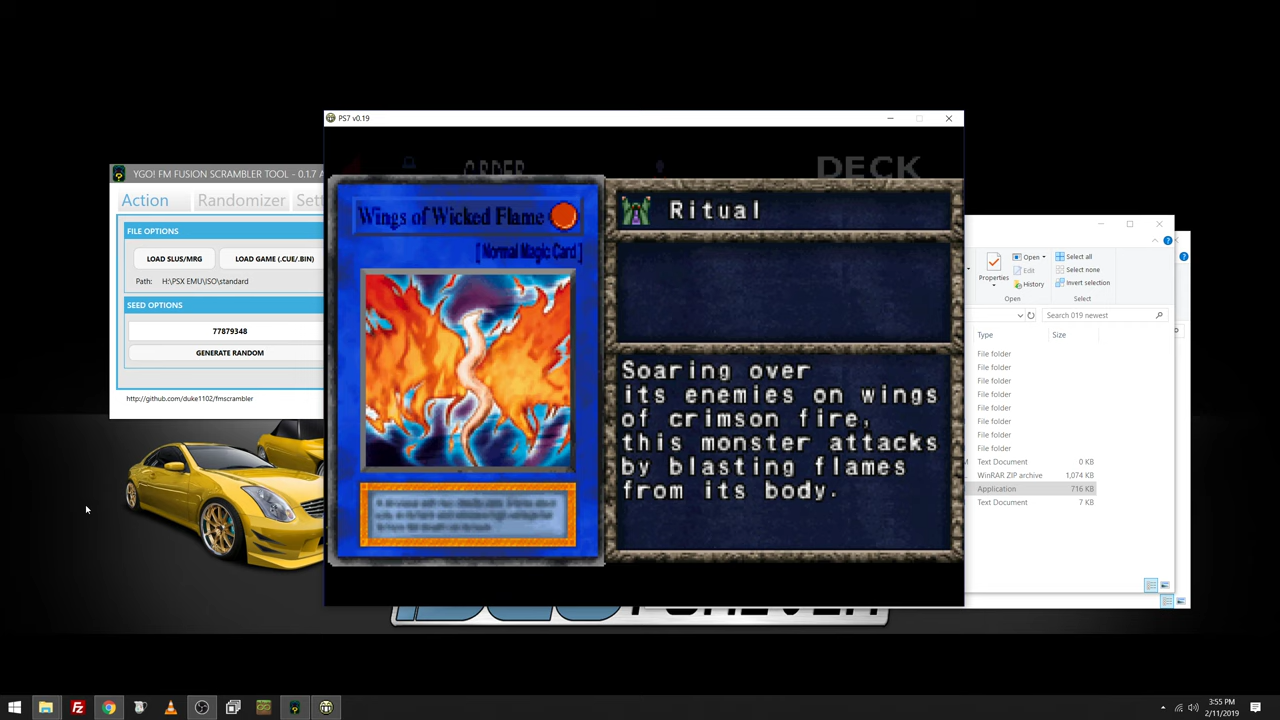 PS7 v0.19
ORDER
DECK
Wings of Wicked Flame
[Normal Magic Card]
Ritual
Soaring over
its enemies on wings
of crimson fire,
this monster attacks
by blasting flames
from its body.
YGO! FM FUSION SCRAMBLER TOOL - 0.1.7 A
Action
Randomizer
Sett
FILE OPTIONS
LOAD SLUS/MRG
LOAD GAME (.CUE/.BIN)
Path: H:\PSX EMU\ISO\standard
SEED OPTIONS
77879348
GENERATE RANDOM
http://github.com/duke1102/fmscrambler
Properties
Open
Edit
History
Open
Select all
Select none
Invert selection
Select
Search 019 newest
Type
Size
File folder
File folder
File folder
File folder
File folder
File folder
File folder
File folder
Text Document 0 KB
WinRAR ZIP archive 1,074 KB
Application 716 KB
Text Document 7 KB
3:55 PM
2/11/2019